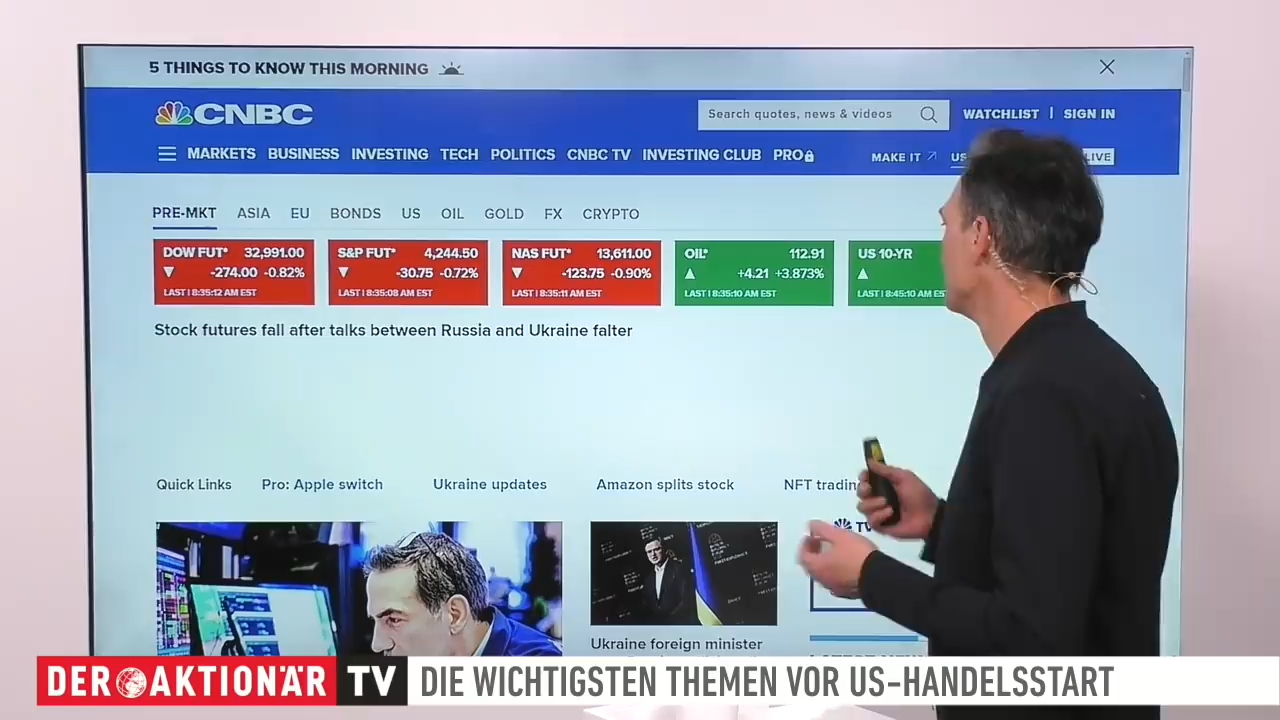 5 THINGS TO KNOW THIS MORNING
CNBC
Search quotes, news & videos
WATCHLIST | SIGN IN
MARKETS BUSINESS INVESTING TECH POLITICS CNBC TV INVESTING CLUB PRO
MAKE IT
US
LIVE
PRE-MKT ASIA EU BONDS US OIL GOLD FX CRYPTO
DOW FUT* 32,991.00
-274.00 -0.82%
LAST | 8:35:12 AM EST
S&P FUT* 4,244.50
-30.75 -0.72%
LAST | 8:35:08 AM EST
NAS FUT* 13,611.00
-123.75 -0.90%
LAST | 8:35:11 AM EST
OIL* 112.91
+4.21 +3.873%
LAST | 8:35:10 AM EST
US 10-YR
LAST | 8:45:10 AM EST
Stock futures fall after talks between Russia and Ukraine falter
Quick Links Pro: Apple switch Ukraine updates Amazon splits stock NFT tradin
TV
Ukraine foreign minister
DER AKTIONÄR TV DIE WICHTIGSTEN THEMEN VOR US-HANDELSSTART